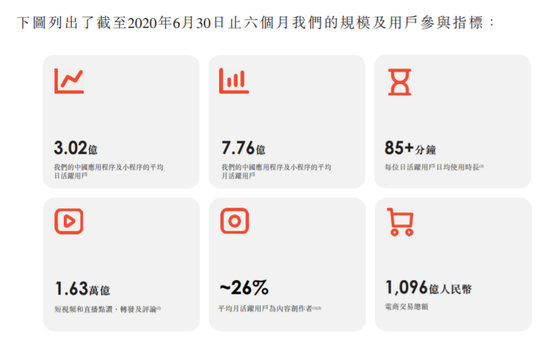 下圖列出了截至2020年6月30日止六個月我們的規模及用戶參與指標：
3.02億
我們的中國應用程序及小程序的平均
日活躍用戶
7.76億
我們的中國應用程序及小程序的平均
月活躍用戶
85+分鐘
每位日活躍用戶日均使用時長
1.63萬億
短視頻和直播點讚、轉發及評論
~26%
平均月活躍用戶為內容創作者
1,096億人民幣
電商交易總額